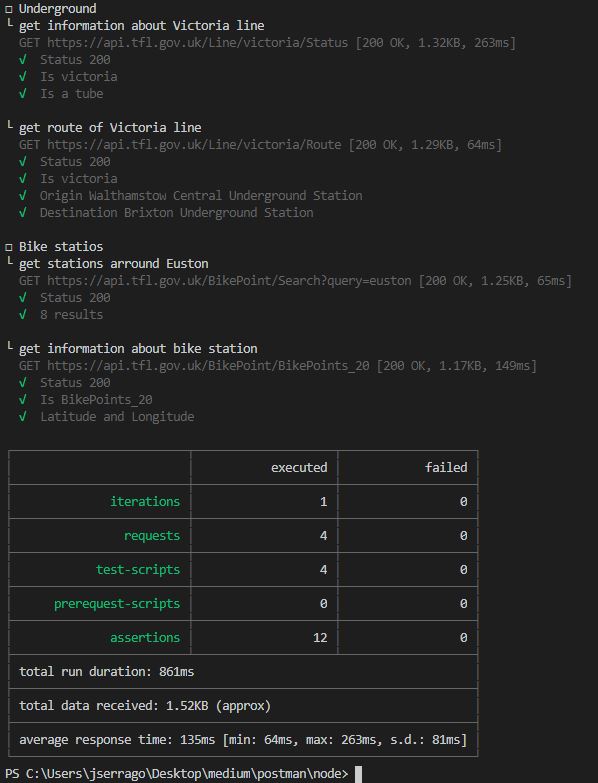 □ Underground
└ get information about Victoria line
GET https://api.tfl.gov.uk/Line/victoria/Status [200 OK, 1.32KB, 263ms]
√ Status 200
√ Is victoria
√ Is a tube
└ get route of Victoria line
GET https://api.tfl.gov.uk/Line/victoria/Route [200 OK, 1.29KB, 64ms]
√ Status 200
√ Is victoria
√ Origin Walthamstow Central Underground Station
√ Destination Brixton Underground Station
□ Bike statios
└ get stations arround Euston
GET https://api.tfl.gov.uk/BikePoint/Search?query=euston [200 OK, 1.25KB, 65ms]
√ Status 200
√ 8 results
└ get information about bike station
GET https://api.tfl.gov.uk/BikePoint/BikePoints_20 [200 OK, 1.17KB, 149ms]
√ Status 200
√ Is BikePoints_20
√ Latitude and Longitude
executed failed
iterations 1 0
requests 4 0
test-scripts 4 0
prerequest-scripts 0 0
assertions 12 0
total run duration: 861ms
total data received: 1.52KB (approx)
average response time: 135ms [min: 64ms, max: 263ms, s.d.: 81ms]
PS C:\Users\jserrago\Desktop\medium\postman\node>